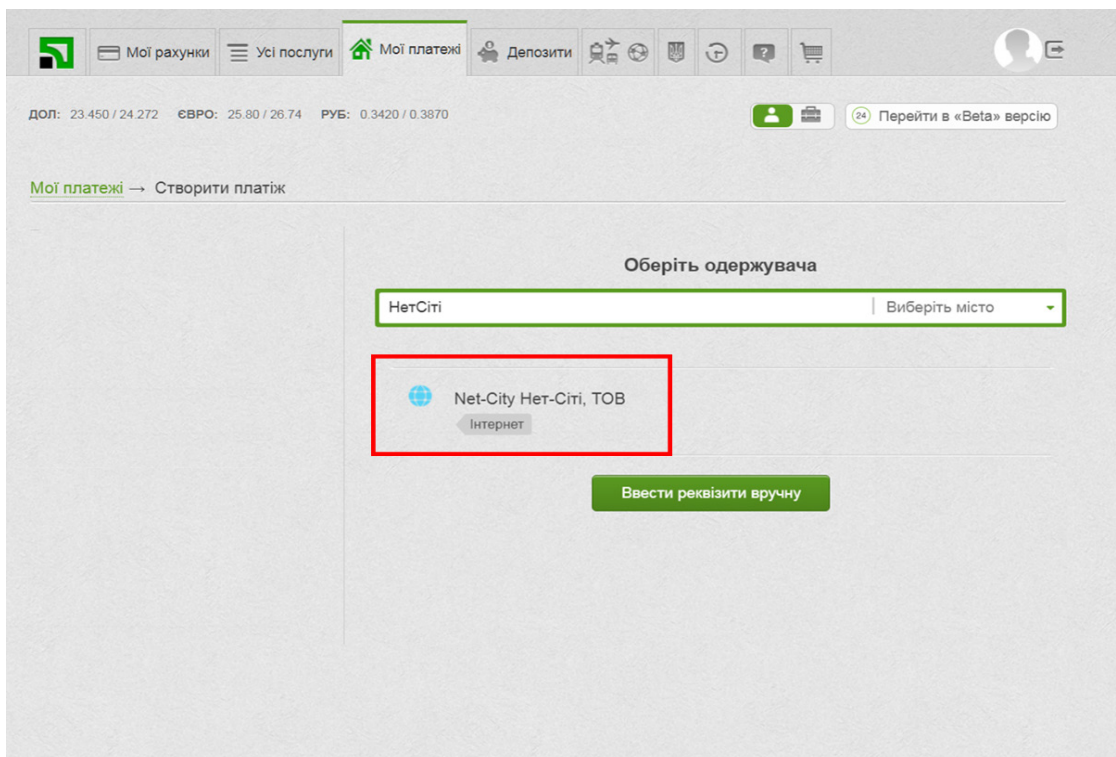 Мої рахунки Усі послуги Мої платежі Депозити
ДОЛ: 23.450 / 24.272 ЄВРО: 25.80 / 26.74 РУБ: 0.3420 / 0.3870
24 Перейти в «Beta» версію
Мої платежі → Створити платіж
Оберіть одержувача
НетСіті Виберіть місто
Net-City Нет-Сіті, ТОВ
Інтернет
Ввести реквізити вручну